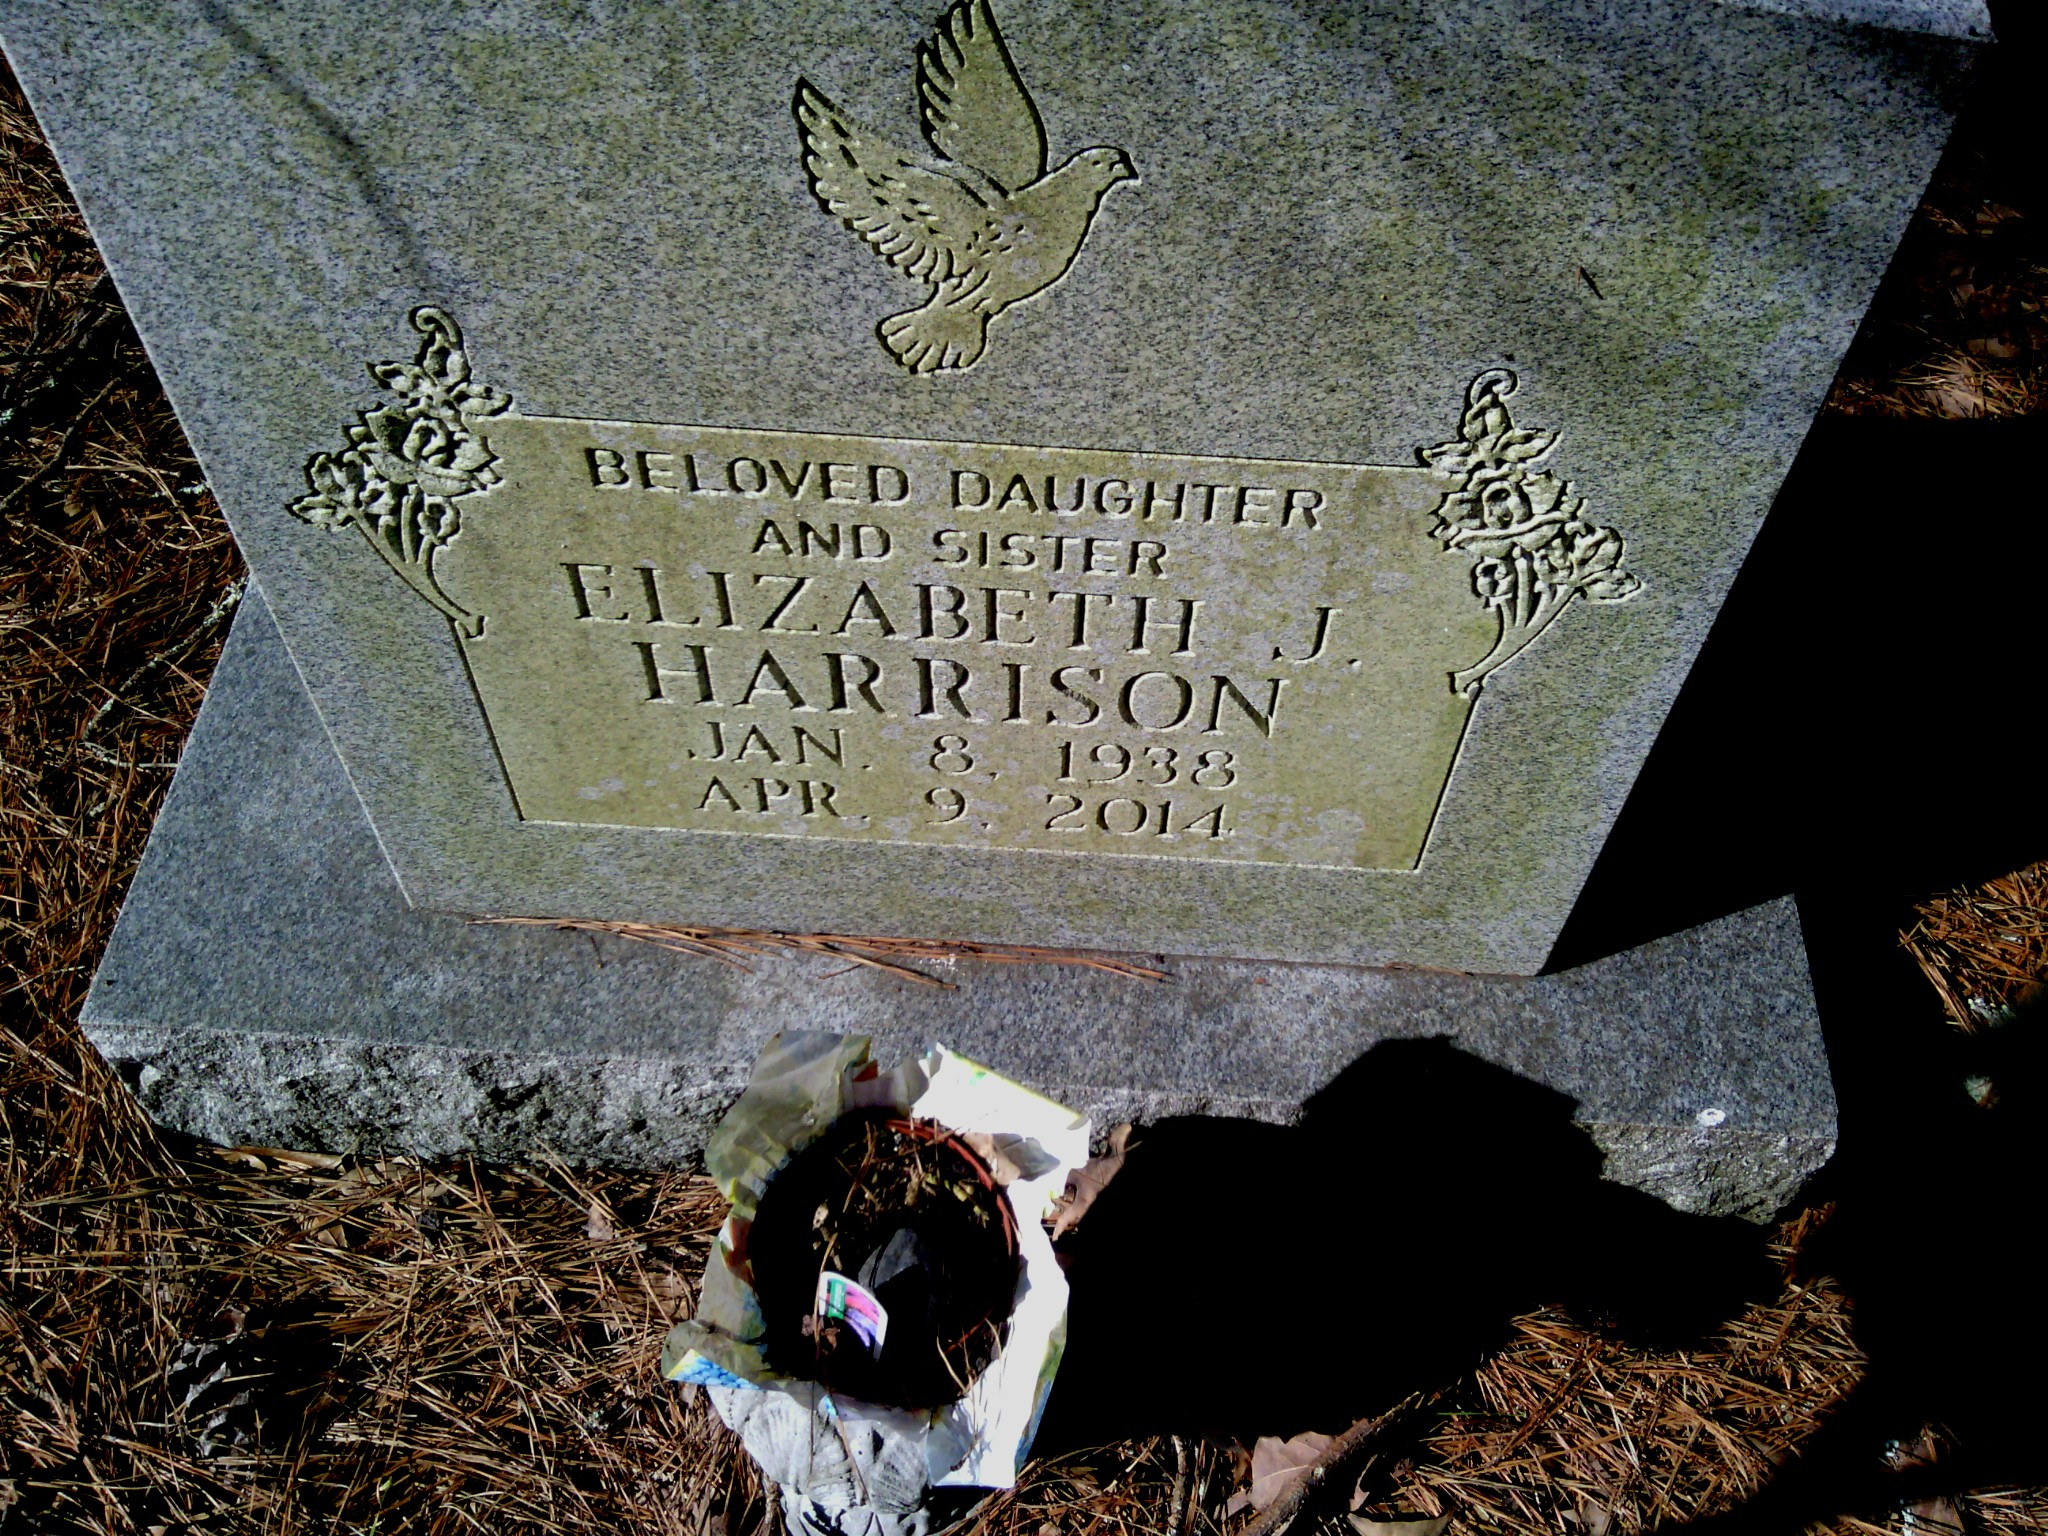 BELOVED DAUGHTER
AND SISTER
ELIZABETH J.
HARRISON
JAN. 8, 1938
APR. 9, 2014